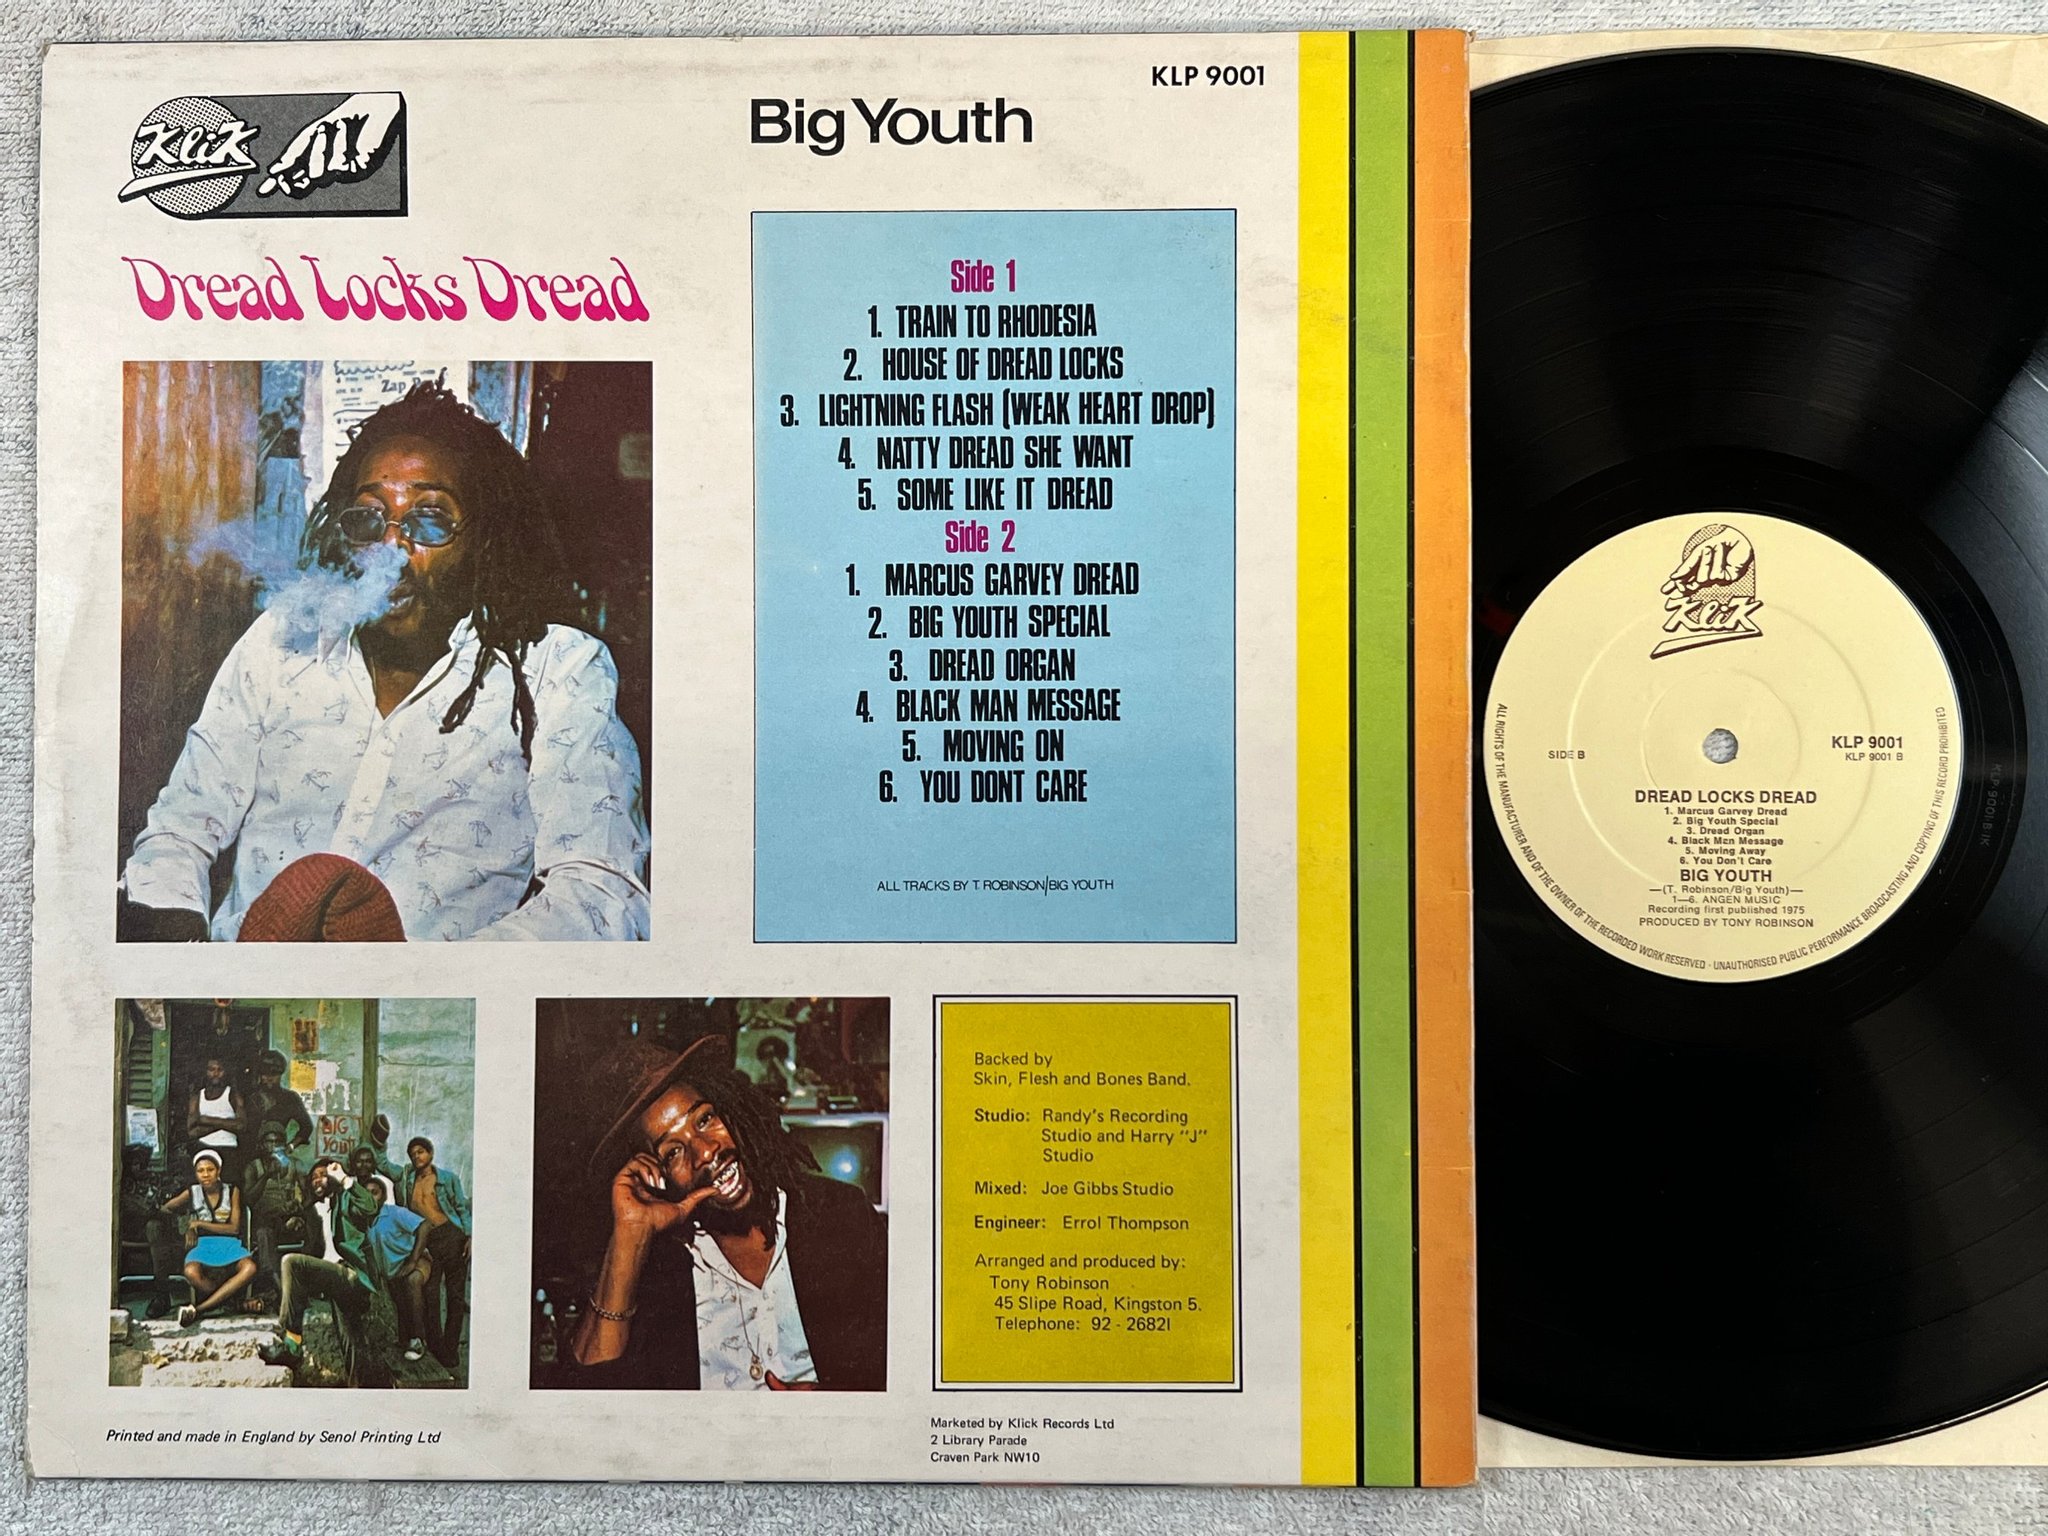 KLP 9001
KliK
Big Youth
Dread Locks Dread
Zap
Side 1
1. TRAIN TO RHODESIA
2. HOUSE OF DREAD LOCKS
3. LIGHTNING FLASH (WEAK HEART DROP)
4. NATTY DREAD SHE WANT
5. SOME LIKE IT DREAD
Side 2
1. MARCUS GARVEY DREAD
2. BIG YOUTH SPECIAL
3. DREAD ORGAN
4. BLACK MAN MESSAGE
5. MOVING ON
6. YOU DONT CARE
ALL TRACKS BY T. ROBINSON/BIG YOUTH
BIG
YOUT
Backed by
Skin, Flesh and Bones Band.
Studio: Randy's Recording
Studio and Harry "J"
Studio
Mixed: Joe Gibbs Studio
Engineer: Errol Thompson
Arranged and produced by:
Tony Robinson
45 Slipe Road, Kingston 5.
Telephone: 92 - 26821
Printed and made in England by Senol Printing Ltd
Marketed by Klick Records Ltd
2 Library Parade
Craven Park NW10
KliK
SIDE B
KLP 9001
KLP 9001 B
DREAD LOCKS DREAD
1. Marcus Garvey Dread
2. Big Youth Special
3. Dread Organ
4. Black Man Message
5. Moving Away
6. You Don't Care
BIG YOUTH
—(T. Robinson/Big Youth)—
1—6. ANGEN MUSIC
Recording first published 1975
PRODUCED BY TONY ROBINSON
ALL RIGHTS OF THE MANUFACTURER AND OF THE OWNER OF THE RECORDED WORK RESERVED - UNAUTHORISED PUBLIC PERFORMANCE BROADCASTING AND COPYING OF THIS RECORD PROHIBITED
KLP-9001-B-1K